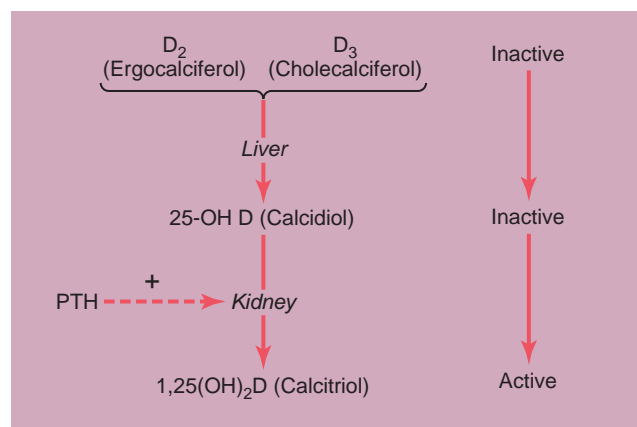 D₂ D₃ Inactive
(Ergocalciferol) (Cholecalciferol)
Liver
25-OH D (Calcidiol) Inactive
+
PTH Kidney
1,25(OH)₂D (Calcitriol) Active